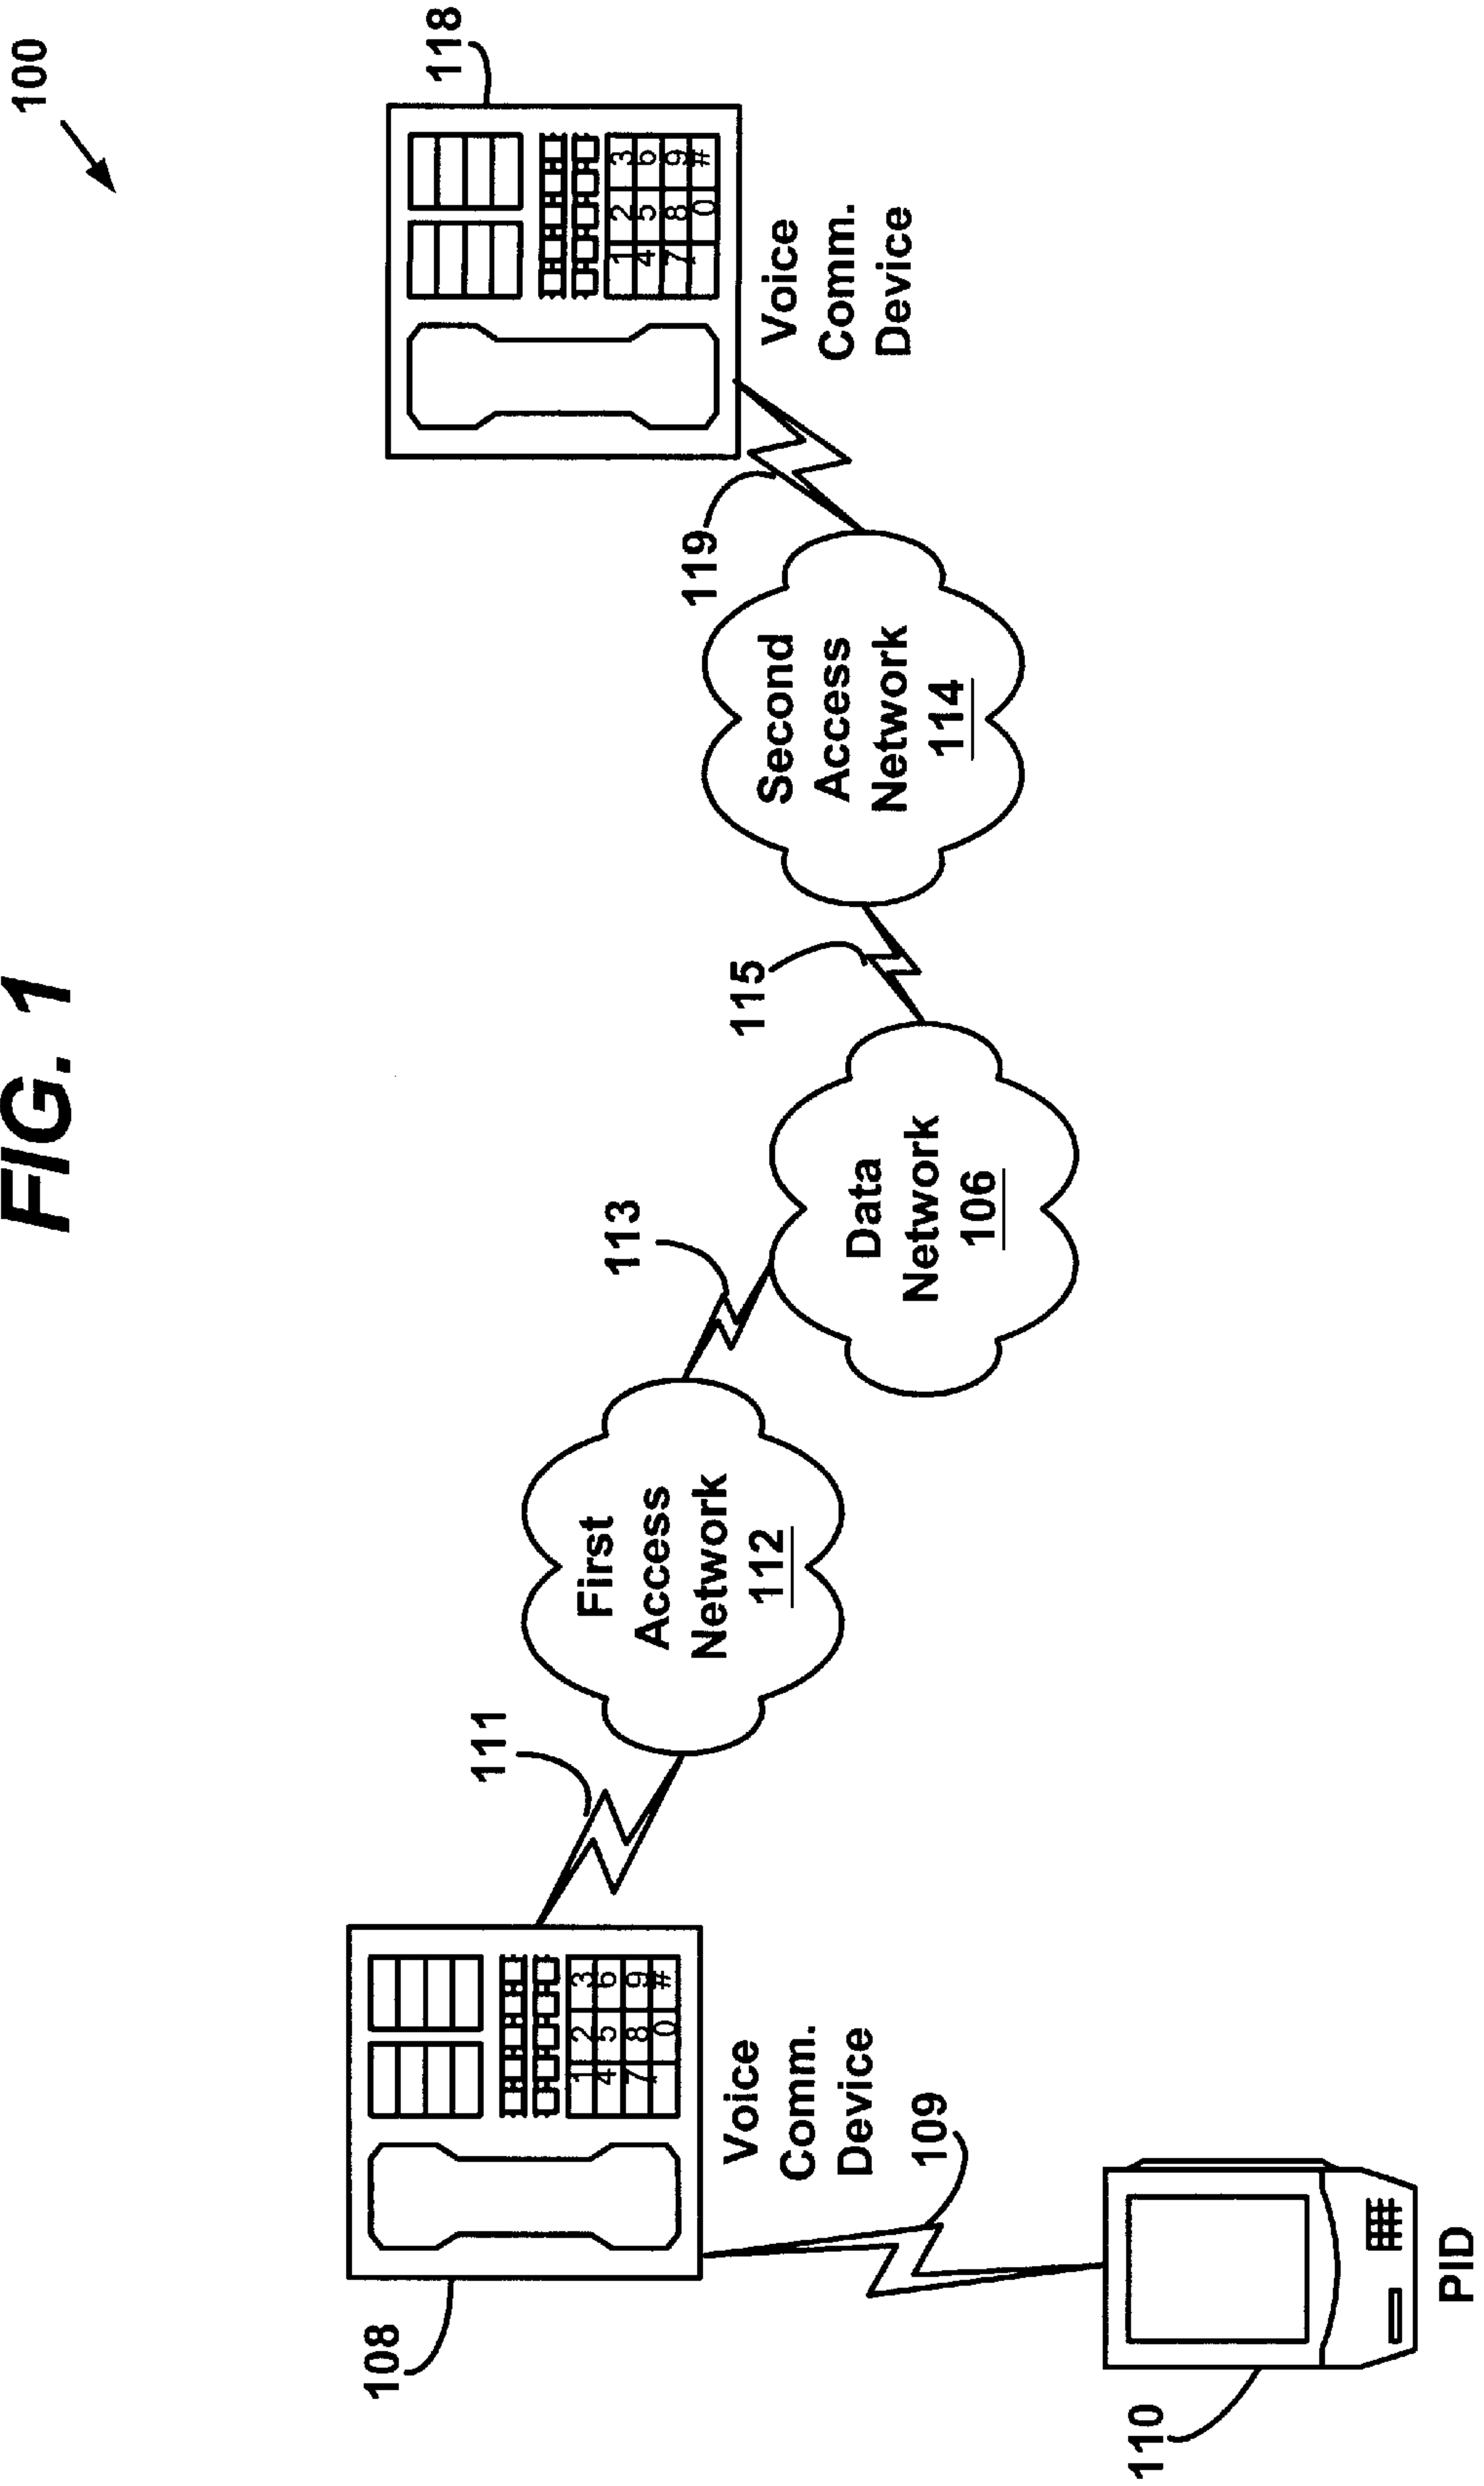 FIG. 1
100
118
1 2 3
4 5 6
7 8 9
0 #
Voice
Comm.
Device
119
Second
Access
Network
114
115
Data
Network
106
113
First
Access
Network
112
111
108
1 2 3
4 5 6
7 8 9
0 #
Voice
Comm.
Device
109
110
PID